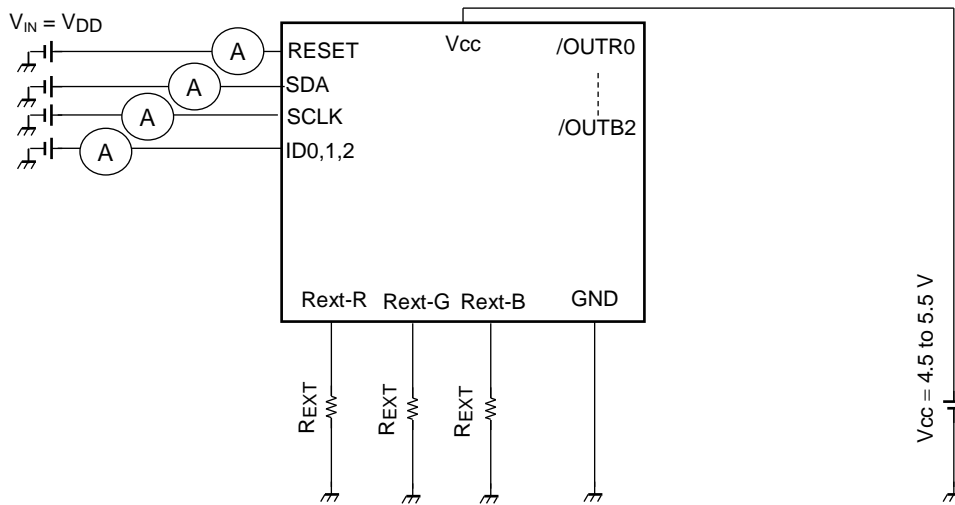 VIN = VDD
A RESET
A SDA
A SCLK
A ID0,1,2
Vcc
/OUTR0
/OUTB2
Rext-R Rext-G Rext-B GND
REXT
REXT
REXT
Vcc = 4.5 to 5.5 V